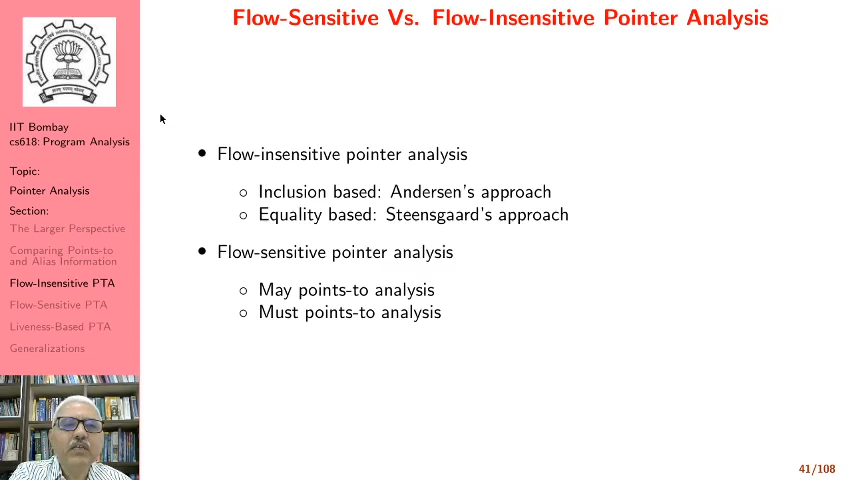 Flow-Sensitive Vs. Flow-Insensitive Pointer Analysis
IIT Bombay
cs618: Program Analysis
Topic:
Pointer Analysis
Section:
The Larger Perspective
Comparing Points-to
and Alias Information
Flow-Insensitive PTA
Flow-Sensitive PTA
Liveness-Based PTA
Generalizations
• Flow-insensitive pointer analysis
○ Inclusion based: Andersen's approach
○ Equality based: Steensgaard's approach
• Flow-sensitive pointer analysis
○ May points-to analysis
○ Must points-to analysis
41/108